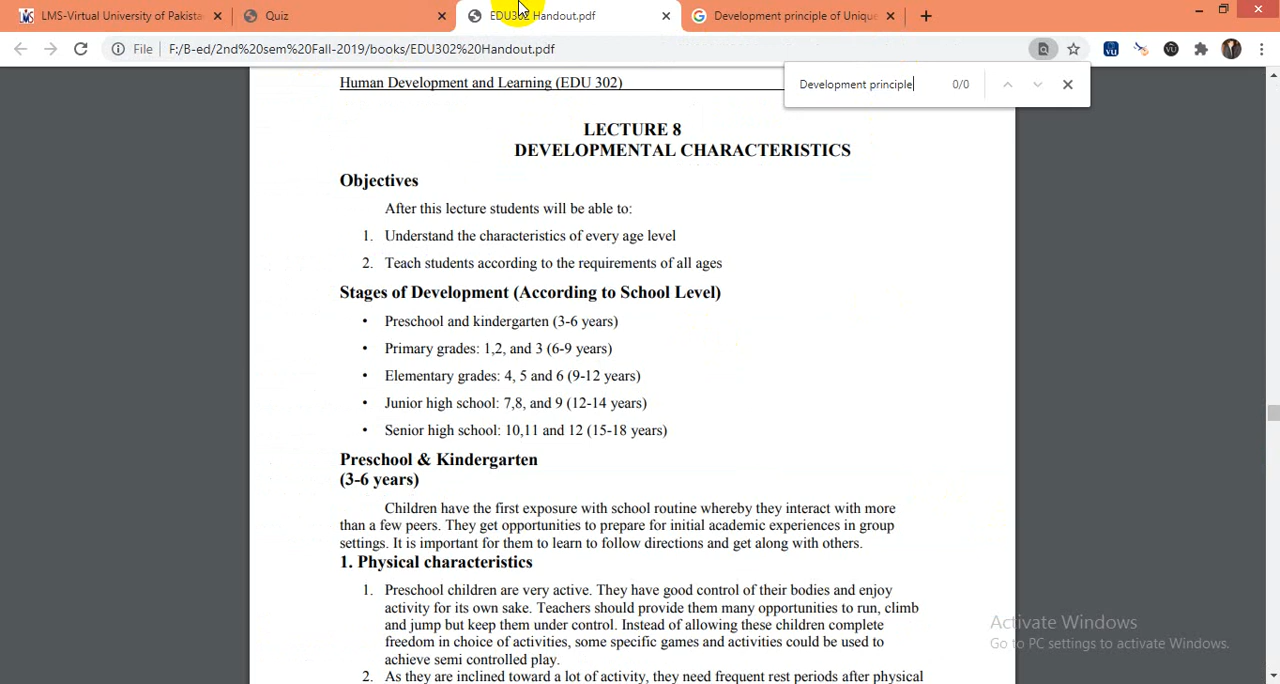 LMS-Virtual University of Pakista
Quiz
EDU302 Handout.pdf
Development principle of Unique
File
F:/B-ed/2nd%20sem%20Fall-2019/books/EDU302%20Handout.pdf
Development principle
0/0
Human Development and Learning (EDU 302)
LECTURE 8
DEVELOPMENTAL CHARACTERISTICS
Objectives
After this lecture students will be able to:
1. Understand the characteristics of every age level
2. Teach students according to the requirements of all ages
Stages of Development (According to School Level)
• Preschool and kindergarten (3-6 years)
• Primary grades: 1,2, and 3 (6-9 years)
• Elementary grades: 4, 5 and 6 (9-12 years)
• Junior high school: 7,8, and 9 (12-14 years)
• Senior high school: 10,11 and 12 (15-18 years)
Preschool & Kindergarten
(3-6 years)
Children have the first exposure with school routine whereby they interact with more
than a few peers. They get opportunities to prepare for initial academic experiences in group
settings. It is important for them to learn to follow directions and get along with others.
1. Physical characteristics
1. Preschool children are very active. They have good control of their bodies and enjoy
activity for its own sake. Teachers should provide them many opportunities to run, climb
and jump but keep them under control. Instead of allowing these children complete
freedom in choice of activities, some specific games and activities could be used to
achieve semi controlled play.
2. As they are inclined toward a lot of activity, they need frequent rest periods after physical
Activate Windows
Go to PC settings to activate Windows.